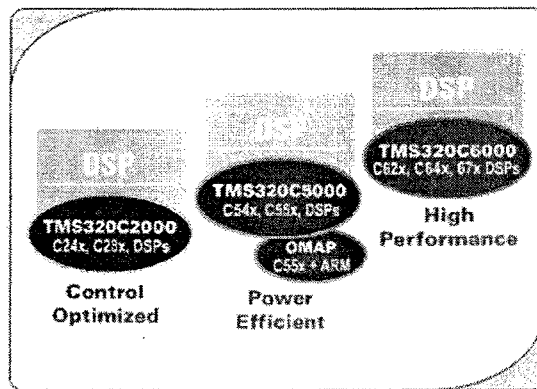 DSP
TMS320C2000
C24x, C28x, DSPs
Control
Optimized
DSP
TMS320C5000
C54x, C55x, DSPs
OMAP
C55x + ARM
Power
Efficient
DSP
TMS320C6000
C62x, C64x, 67x DSPs
High
Performance